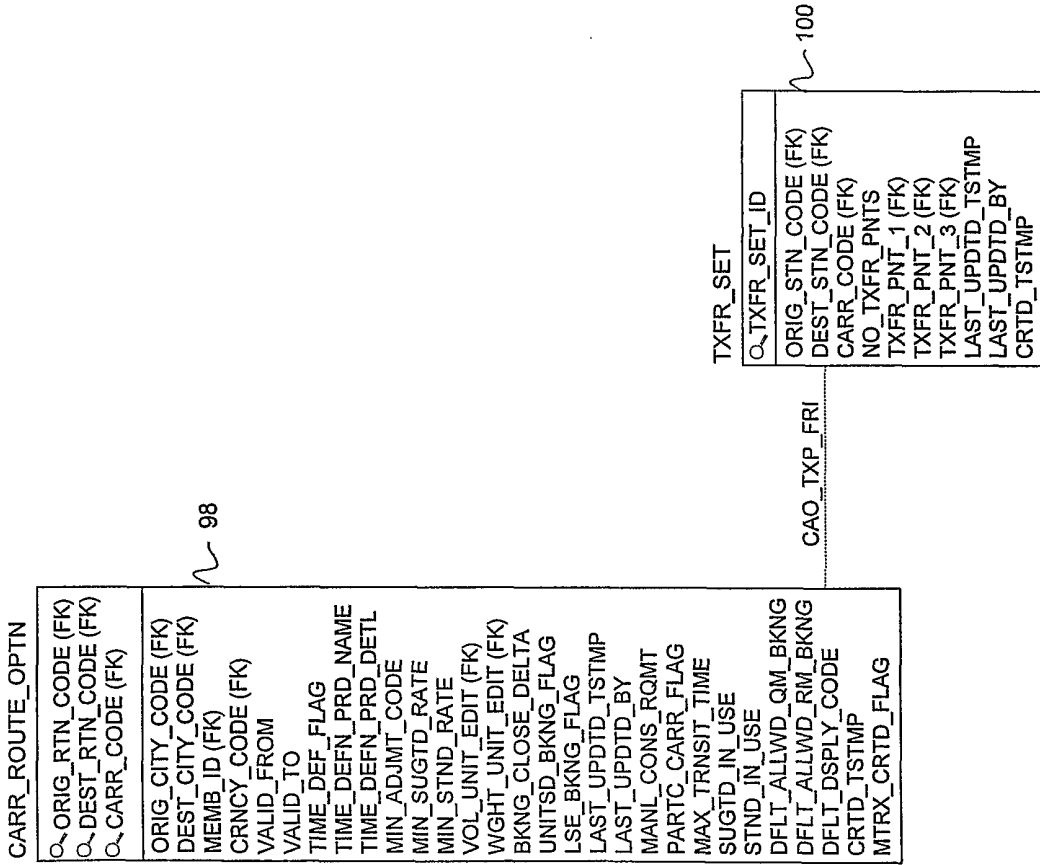 CARR_ROUTE_OPTN
ORIG_RTN_CODE (FK)
DEST_RTN_CODE (FK)
CARR_CODE (FK)
ORIG_CITY_CODE (FK)
DEST_CITY_CODE (FK)
MEMB_ID (FK)
CRNCY_CODE (FK)
VALID_FROM
VALID_TO
TIME_DEF_FLAG
TIME_DEFN_PRD_NAME
TIME_DEFN_PRD_DETL
MIN_ADJMT_CODE
MIN_SUGTD_RATE
MIN_STND_RATE
VOL_UNIT_EDIT (FK)
WGHT_UNIT_EDIT (FK)
BKNG_CLOSE_DELTA
UNITSD_BKNG_FLAG
LSE_BKNG_FLAG
LAST_UPDTD_TSTMP
LAST_UPDTD_BY
MANL_CONS_RQMT
PARTC_CARR_FLAG
MAX_TRNSIT_TIME
SUGTD_IN_USE
STND_IN_USE
DFLT_ALLWD_QM_BKNG
DFLT_ALLWD_RM_BKNG
DFLT_DSPLY_CODE
CRTD_TSTMP
MTRX_CRTD_FLAG
98
CAO_TXP_FRI
TXFR_SET
TXFR_SET_ID
ORIG_STN_CODE (FK)
DEST_STN_CODE (FK)
CARR_CODE (FK)
NO_TXFR_PNTS
TXFR_PNT_1 (FK)
TXFR_PNT_2 (FK)
TXFR_PNT_3 (FK)
LAST_UPDTD_TSTMP
LAST_UPDTD_BY
CRTD_TSTMP
100